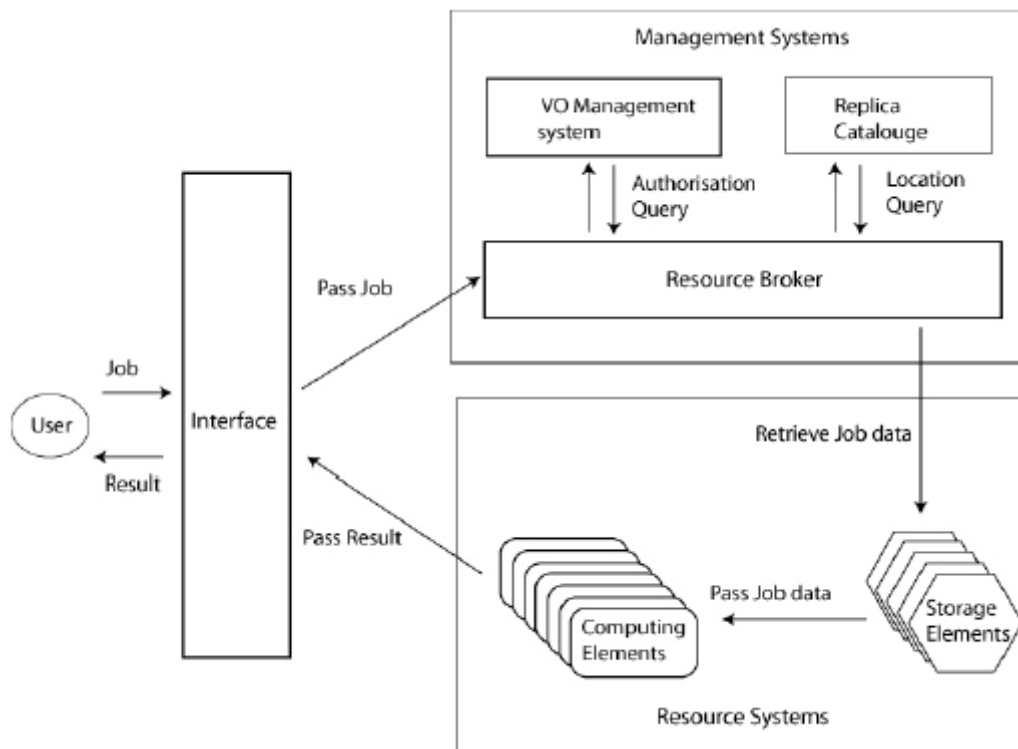 Management Systems
VO Management
system
Replica
Catalouge
Authorisation
Query
Location
Query
Resource Broker
Pass Job
Job
User
Interface
Result
Retrieve Job data
Pass Result
Pass Job data
Computing
Elements
Storage
Elements
Resource Systems